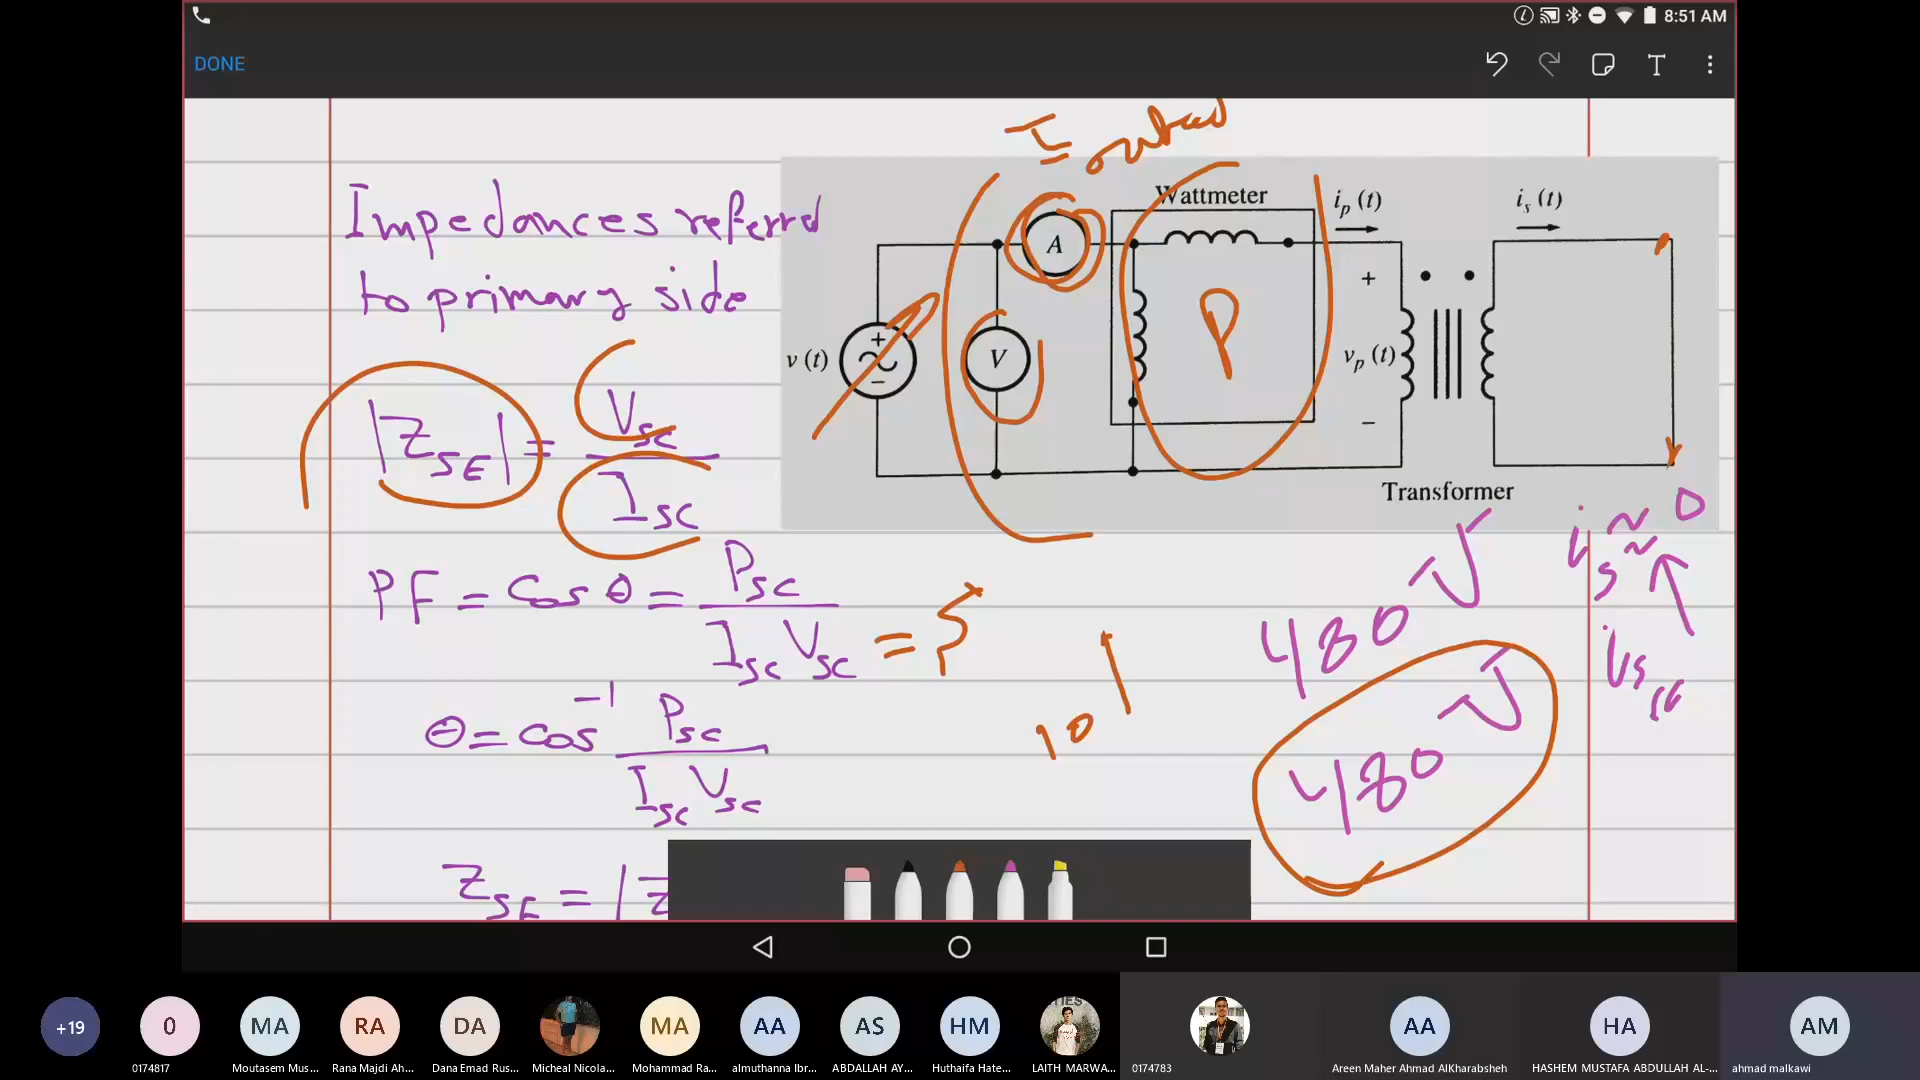 8:51 AM
DONE
I rated
Impedances referred
to primary side
Wattmeter
i_p (t)
i_s (t)
A
+
v (t)
+
−
V
P
v_p (t)
−
Transformer
|Z_SE| = V_SC / I_SC
PF = Cos θ = P_SC / I_SC V_SC = }
θ = Cos^-1 P_SC / I_SC V_SC
Z_SE = |Z
i_s ≈ 0
480 V
480 V
+19
0
MA
RA
DA
MA
AA
AS
HM
AA
HA
AM
0174817
Moutasem Mus...
Rana Majdi Ah...
Dana Emad Rus...
Micheal Nicola...
Mohammad Ra...
almuthanna Ibr...
ABDALLAH AY...
Huthaifa Hate...
LAITH MARWA...
0174783
Areen Maher Ahmad AlKharabsheh
HASHEM MUSTAFA ABDULLAH AL-...
ahmad malkawi